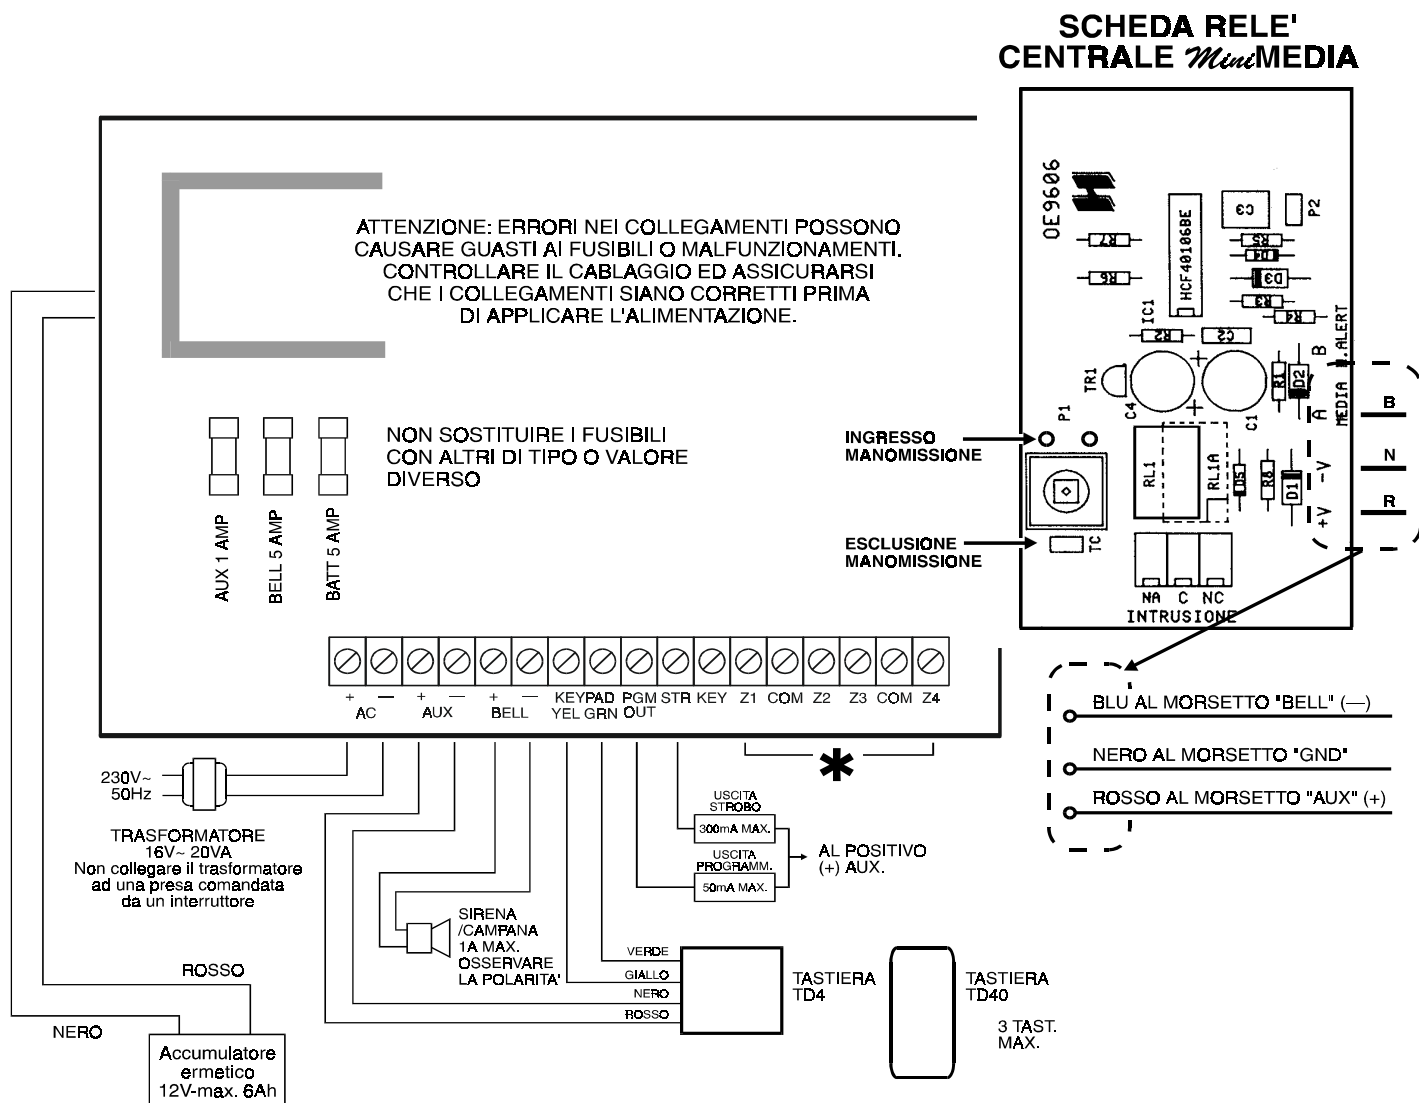 SCHEDA RELE'
CENTRALE MiniMEDIA
ATTENZIONE: ERRORI NEI COLLEGAMENTI POSSONO
CAUSARE GUASTI AI FUSIBILI O MALFUNZIONAMENTI.
CONTROLLARE IL CABLAGGIO ED ASSICURARSI
CHE I COLLEGAMENTI SIANO CORRETTI PRIMA
DI APPLICARE L'ALIMENTAZIONE.
NON SOSTITUIRE I FUSIBILI
CON ALTRI DI TIPO O VALORE
DIVERSO
AUX 1 AMP
BELL 5 AMP
BATT 5 AMP
OE9606
HCF40106BE
IC1
C3
P2
R7
R6
R5
D4
D3
R3
R4
R2
C2
TR1
C4
C1
R1
D2
P1
RL1
RL1A
D5
R8
D1
TC
MEDIA N.ALERT
B
A
-V
+V
B
N
R
NA C NC
INTRUSIONE
INGRESSO
MANOMISSIONE
ESCLUSIONE
MANOMISSIONE
+ — + — + — KEYPAD PGM STR KEY Z1 COM Z2 Z3 COM Z4
AC AUX BELL YEL GRN OUT
BLU AL MORSETTO "BELL" (—)
NERO AL MORSETTO "GND"
ROSSO AL MORSETTO "AUX" (+)
*
230V~
50Hz
TRASFORMATORE
16V~ 20VA
Non collegare il trasformatore
ad una presa comandata
da un interruttore
USCITA
STROBO
300mA MAX.
USCITA
PROGRAMM.
50mA MAX.
AL POSITIVO
(+) AUX.
SIRENA
/CAMPANA
1A MAX.
OSSERVARE
LA POLARITA'
VERDE
GIALLO
NERO
ROSSO
TASTIERA
TD4
TASTIERA
TD40
3 TAST.
MAX.
ROSSO
NERO
Accumulatore
ermetico
12V-max. 6Ah